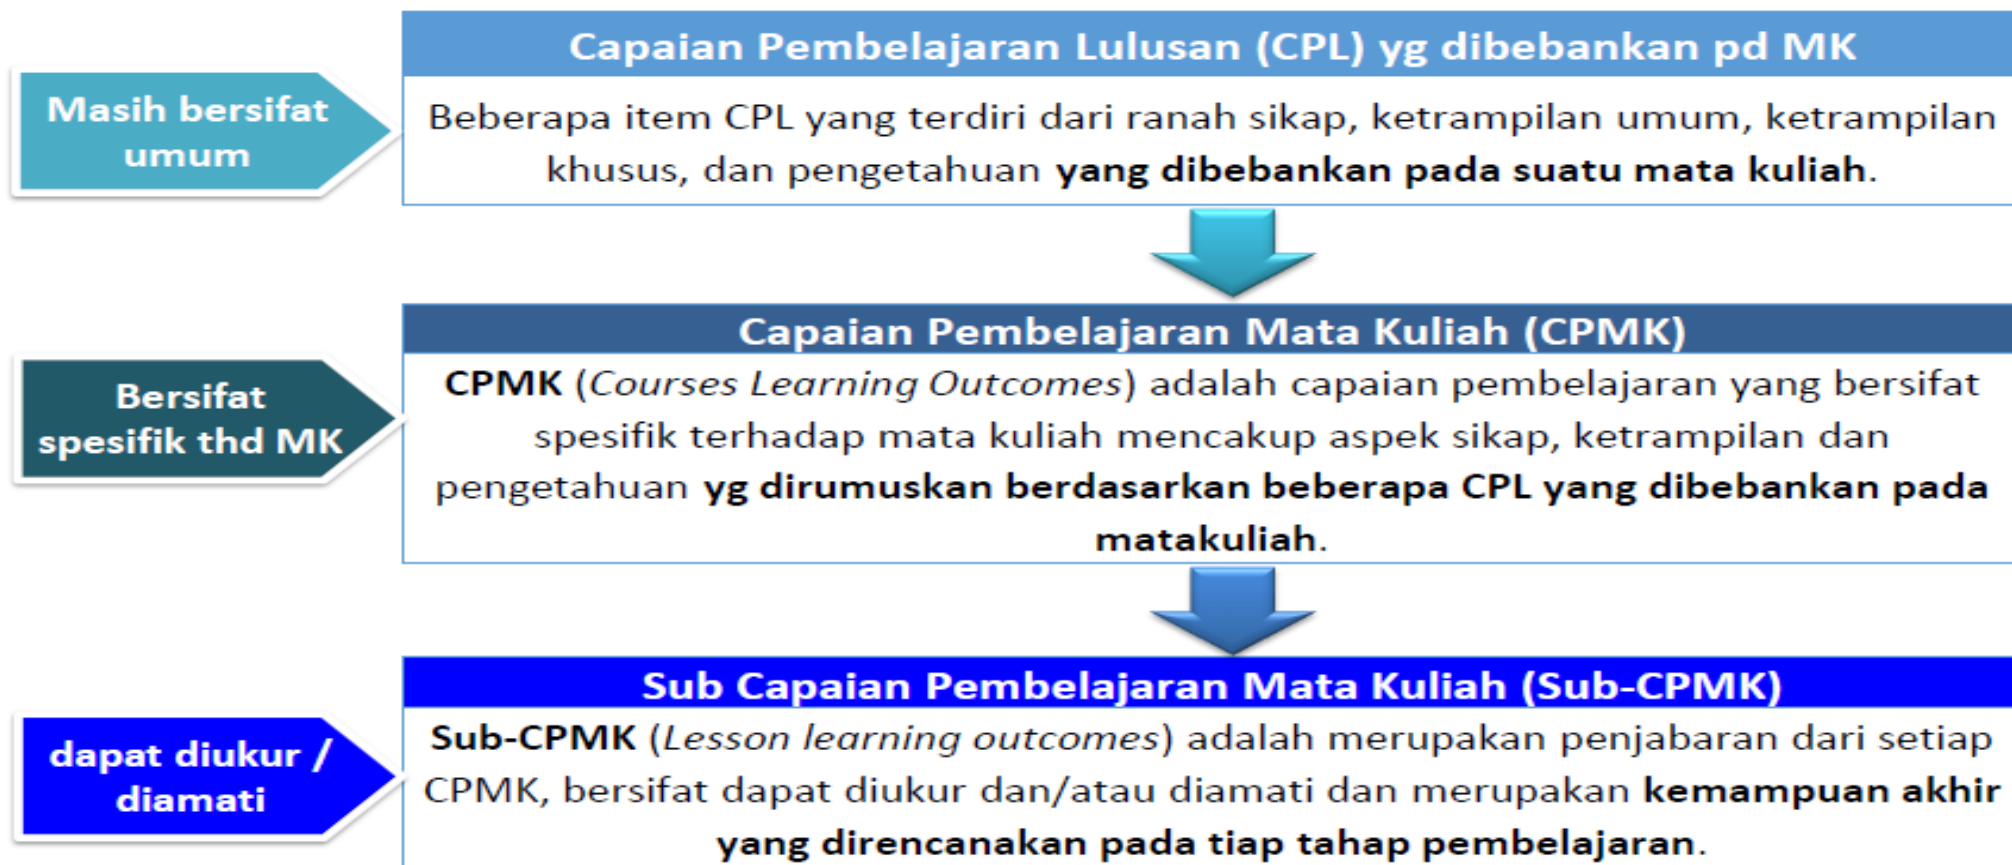 Masih bersifat
umum
Capaian Pembelajaran Lulusan (CPL) yg dibebankan pd MK
Beberapa item CPL yang terdiri dari ranah sikap, ketrampilan umum, ketrampilan
khusus, dan pengetahuan yang dibebankan pada suatu mata kuliah.
Bersifat
spesifik thd MK
Capaian Pembelajaran Mata Kuliah (CPMK)
CPMK (Courses Learning Outcomes) adalah capaian pembelajaran yang bersifat
spesifik terhadap mata kuliah mencakup aspek sikap, ketrampilan dan
pengetahuan yg dirumuskan berdasarkan beberapa CPL yang dibebankan pada
matakuliah.
dapat diukur /
diamati
Sub Capaian Pembelajaran Mata Kuliah (Sub-CPMK)
Sub-CPMK (Lesson learning outcomes) adalah merupakan penjabaran dari setiap
CPMK, bersifat dapat diukur dan/atau diamati dan merupakan kemampuan akhir
yang direncanakan pada tiap tahap pembelajaran.